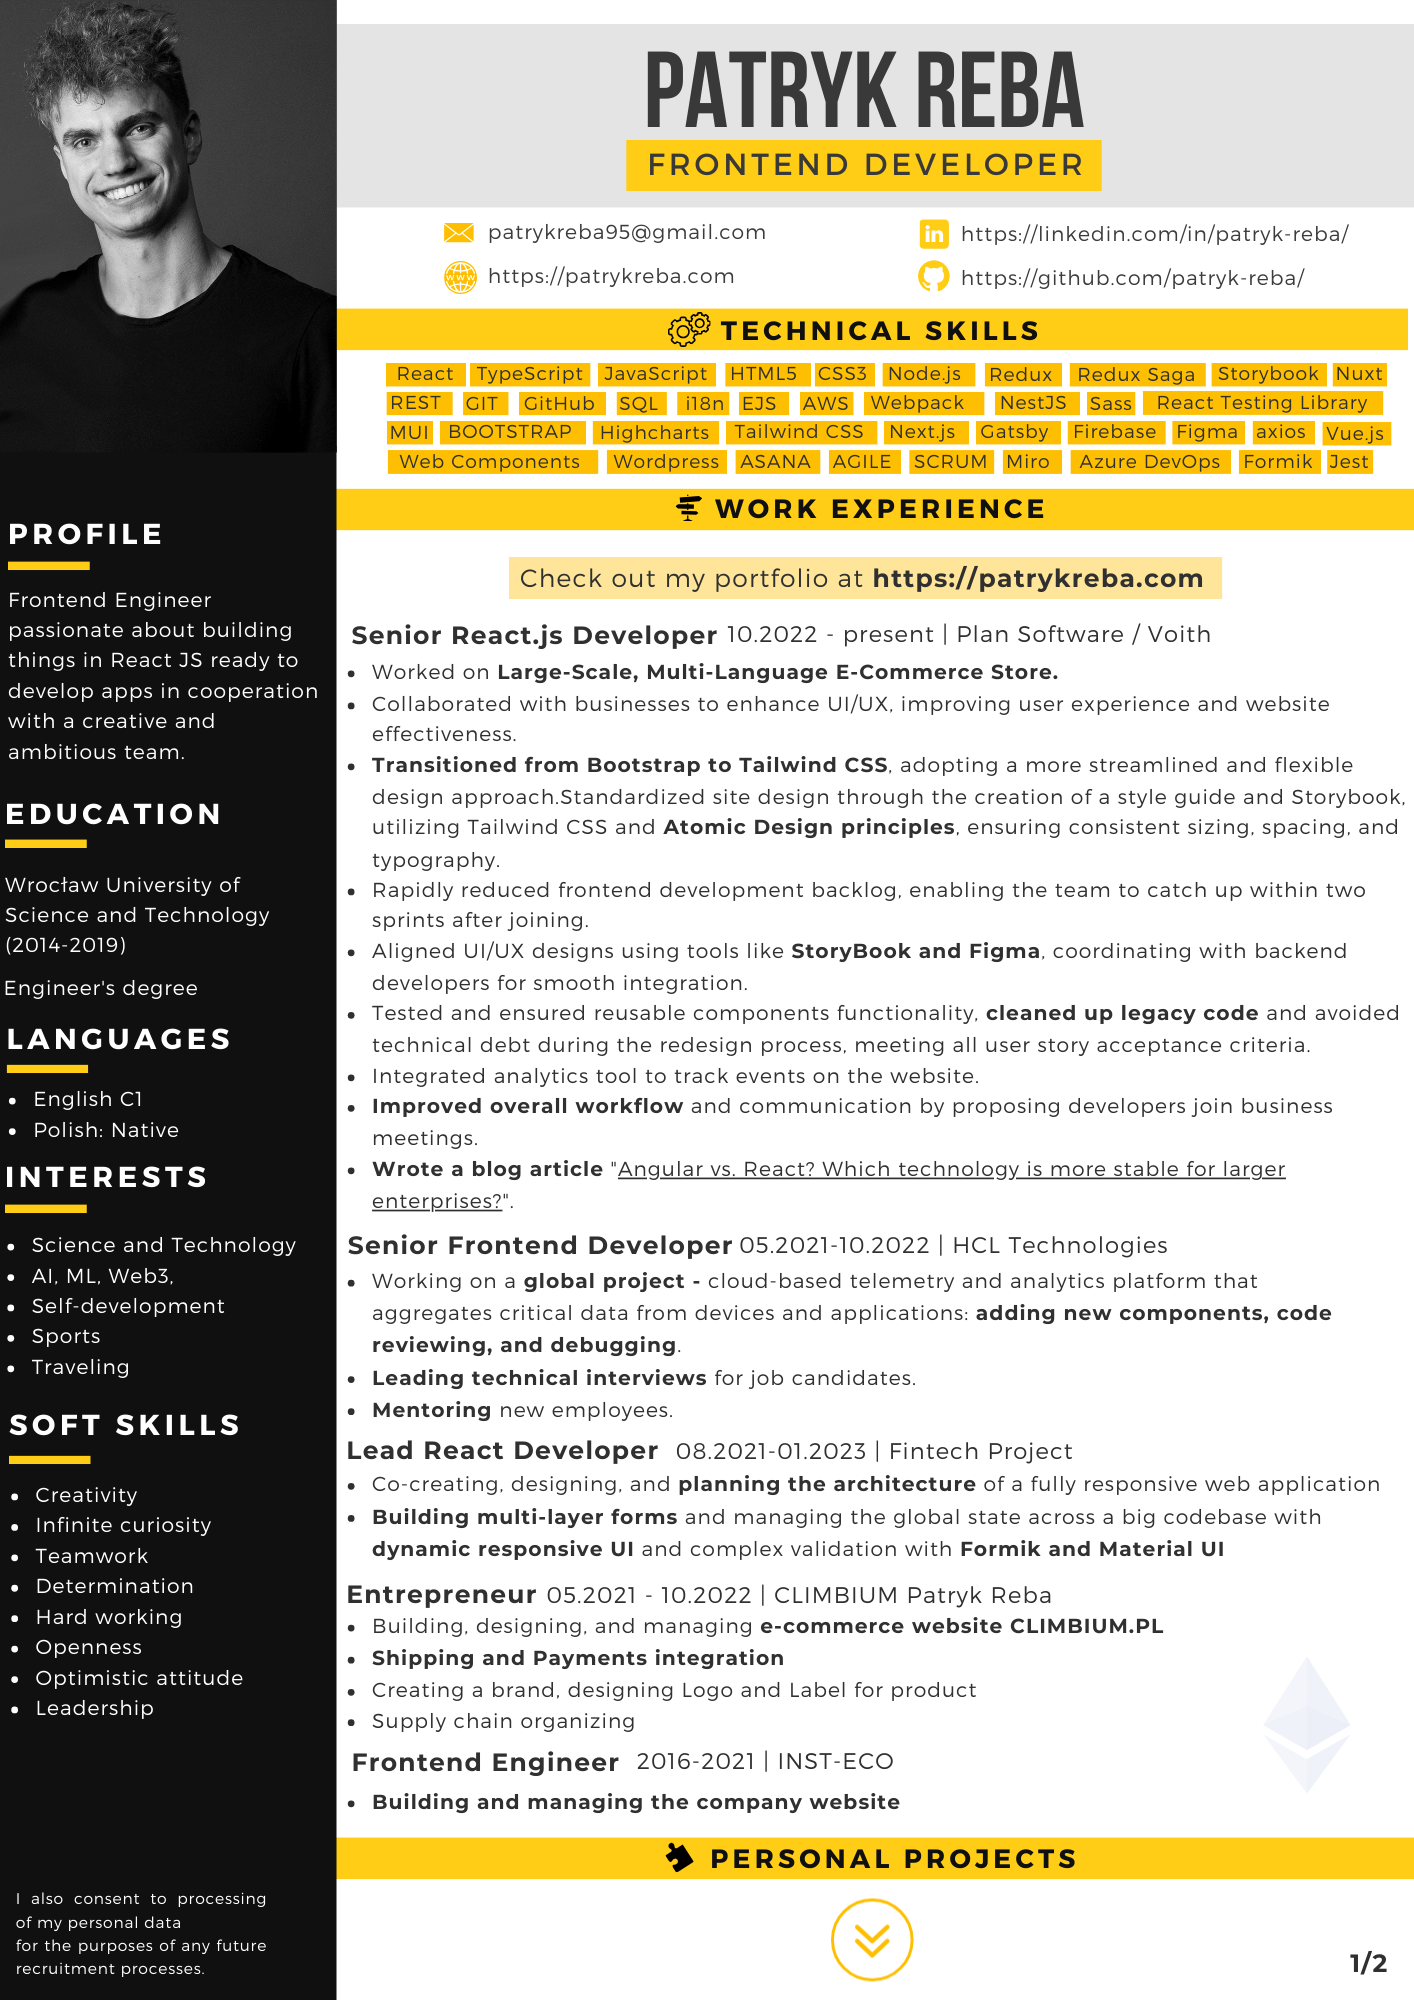 PATRYK REBA
FRONTEND DEVELOPER
patrykreba95@gmail.com
https://linkedin.com/in/patryk-reba/
https://patrykreba.com
https://github.com/patryk-reba/
TECHNICAL SKILLS
React TypeScript JavaScript HTML5 CSS3 Node.js Redux Redux Saga Storybook Nuxt
REST GIT GitHub SQL i18n EJS AWS Webpack NestJS Sass React Testing Library
MUI BOOTSTRAP Highcharts Tailwind CSS Next.js Gatsby Firebase Figma axios Vue.js
Web Components Wordpress ASANA AGILE SCRUM Miro Azure DevOps Formik Jest
WORK EXPERIENCE
Check out my portfolio at https://patrykreba.com
Senior React.js Developer 10.2022 - present | Plan Software / Voith
• Worked on Large-Scale, Multi-Language E-Commerce Store.
• Collaborated with businesses to enhance UI/UX, improving user experience and website
effectiveness.
• Transitioned from Bootstrap to Tailwind CSS, adopting a more streamlined and flexible
design approach.Standardized site design through the creation of a style guide and Storybook,
utilizing Tailwind CSS and Atomic Design principles, ensuring consistent sizing, spacing, and
typography.
• Rapidly reduced frontend development backlog, enabling the team to catch up within two
sprints after joining.
• Aligned UI/UX designs using tools like StoryBook and Figma, coordinating with backend
developers for smooth integration.
• Tested and ensured reusable components functionality, cleaned up legacy code and avoided
technical debt during the redesign process, meeting all user story acceptance criteria.
• Integrated analytics tool to track events on the website.
• Improved overall workflow and communication by proposing developers join business
meetings.
• Wrote a blog article "Angular vs. React? Which technology is more stable for larger
enterprises?".
Senior Frontend Developer 05.2021-10.2022 | HCL Technologies
• Working on a global project - cloud-based telemetry and analytics platform that
aggregates critical data from devices and applications: adding new components, code
reviewing, and debugging.
• Leading technical interviews for job candidates.
• Mentoring new employees.
Lead React Developer 08.2021-01.2023 | Fintech Project
• Co-creating, designing, and planning the architecture of a fully responsive web application
• Building multi-layer forms and managing the global state across a big codebase with
dynamic responsive UI and complex validation with Formik and Material UI
Entrepreneur 05.2021 - 10.2022 | CLIMBIUM Patryk Reba
• Building, designing, and managing e-commerce website CLIMBIUM.PL
• Shipping and Payments integration
• Creating a brand, designing Logo and Label for product
• Supply chain organizing
Frontend Engineer 2016-2021 | INST-ECO
• Building and managing the company website
PERSONAL PROJECTS
1/2
PROFILE
Frontend Engineer
passionate about building
things in React JS ready to
develop apps in cooperation
with a creative and
ambitious team.
EDUCATION
Wrocław University of
Science and Technology
(2014-2019)
Engineer's degree
LANGUAGES
• English C1
• Polish: Native
INTERESTS
• Science and Technology
• AI, ML, Web3,
• Self-development
• Sports
• Traveling
SOFT SKILLS
• Creativity
• Infinite curiosity
• Teamwork
• Determination
• Hard working
• Openness
• Optimistic attitude
• Leadership
I also consent to processing
of my personal data
for the purposes of any future
recruitment processes.